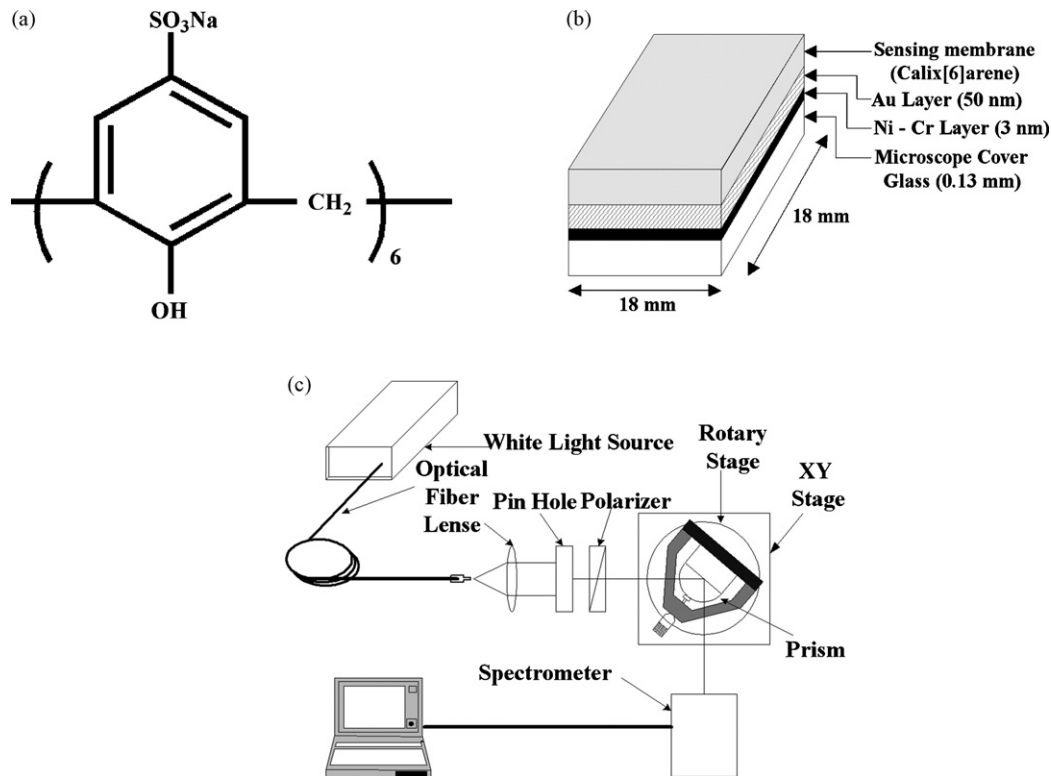 (a)
SO3Na
CH2
6
OH
(b)
Sensing membrane
(Calix[6]arene)
Au Layer (50 nm)
Ni - Cr Layer (3 nm)
Microscope Cover
Glass (0.13 mm)
18 mm
18 mm
(c)
White Light Source
Optical
Fiber
Lense
Pin Hole
Polarizer
Rotary
Stage
XY
Stage
Prism
Spectrometer